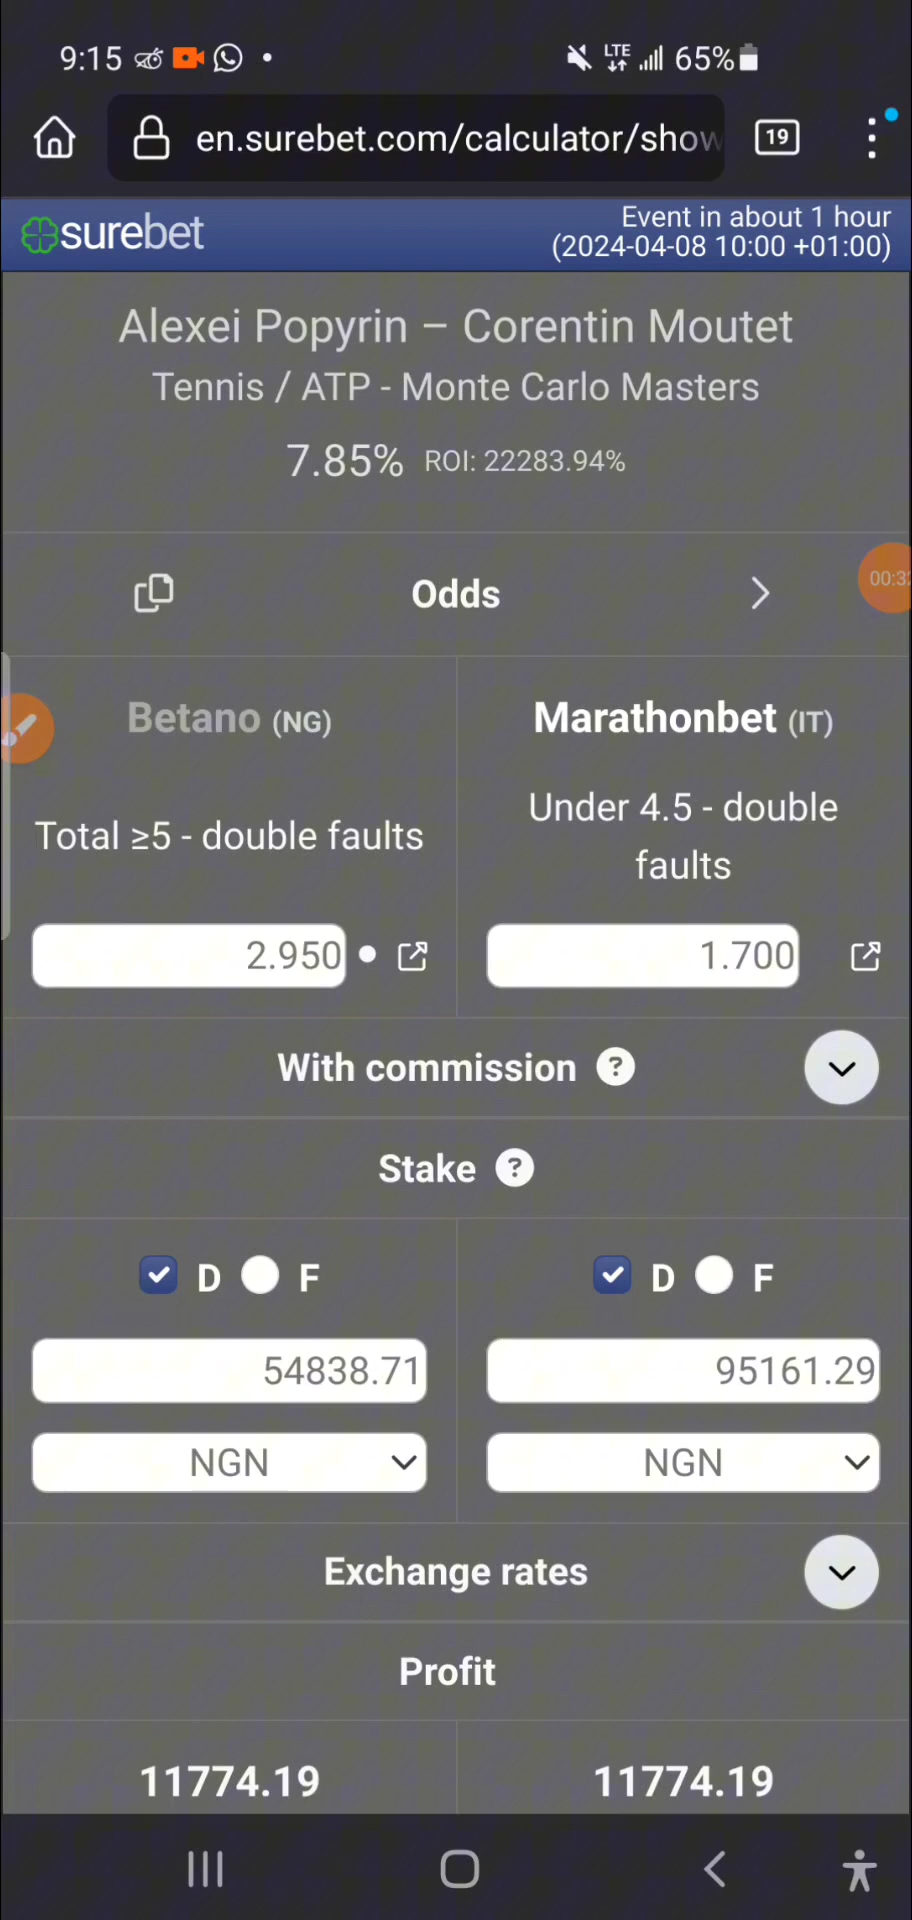 9:15
LTE
65%
en.surebet.com/calculator/show
19
surebet
Event in about 1 hour
(2024-04-08 10:00 +01:00)
Alexei Popyrin – Corentin Moutet
Tennis / ATP - Monte Carlo Masters
7.85% ROI: 22283.94%
Odds
00:32
Betano (NG)
Marathonbet (IT)
Total ≥5 - double faults
Under 4.5 - double
faults
2.950
1.700
With commission ?
Stake ?
D F
D F
54838.71
95161.29
NGN
NGN
Exchange rates
Profit
11774.19
11774.19